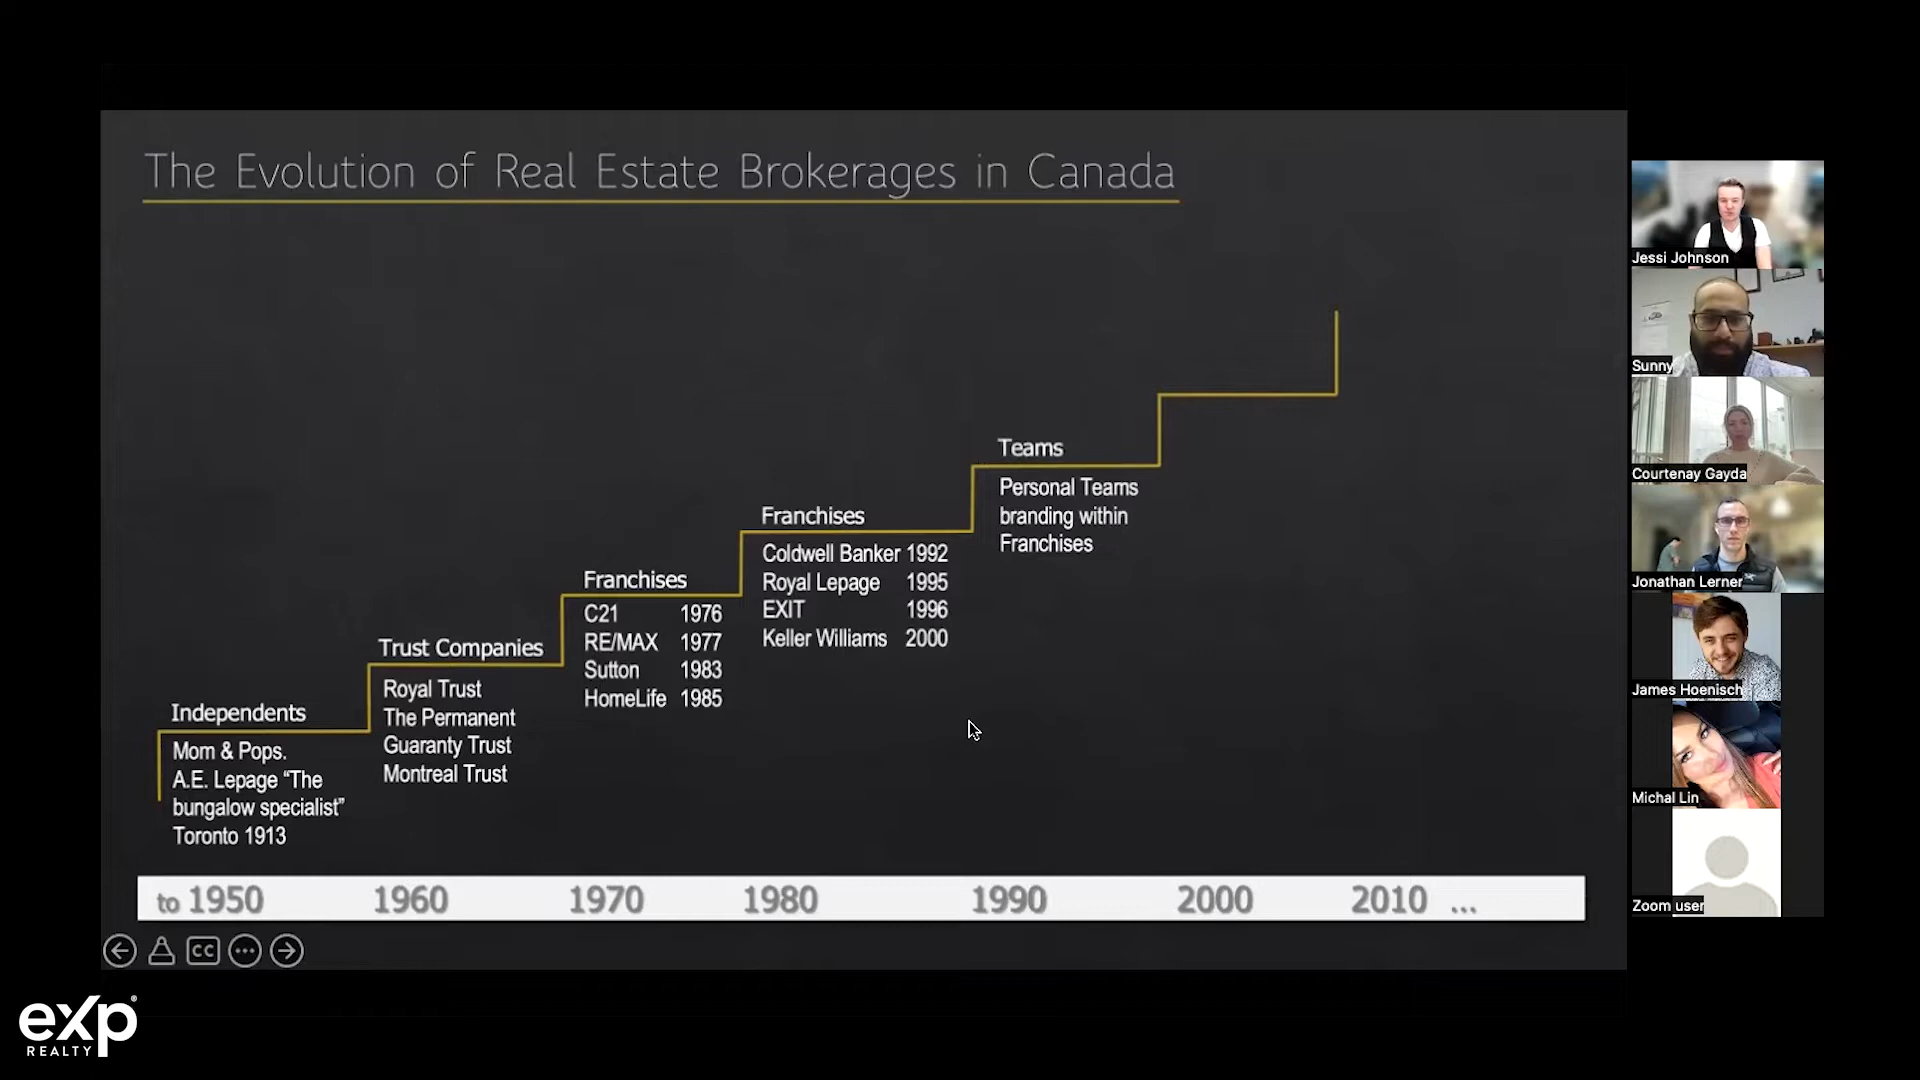 The Evolution of Real Estate Brokerages in Canada
Independents
Mom & Pops.
A.E. Lepage “The
bungalow specialist”
Toronto 1913
Trust Companies
Royal Trust
The Permanent
Guaranty Trust
Montreal Trust
Franchises
C21 1976
RE/MAX 1977
Sutton 1983
HomeLife 1985
Franchises
Coldwell Banker 1992
Royal Lepage 1995
EXIT 1996
Keller Williams 2000
Teams
Personal Teams
branding within
Franchises
to 1950 1960 1970 1980 1990 2000 2010 ...
CC
Jessi Johnson
Sunny
Courtenay Gayda
Jonathan Lerner
James Hoenisch
Michal Lin
Zoom user
exp
REALTY